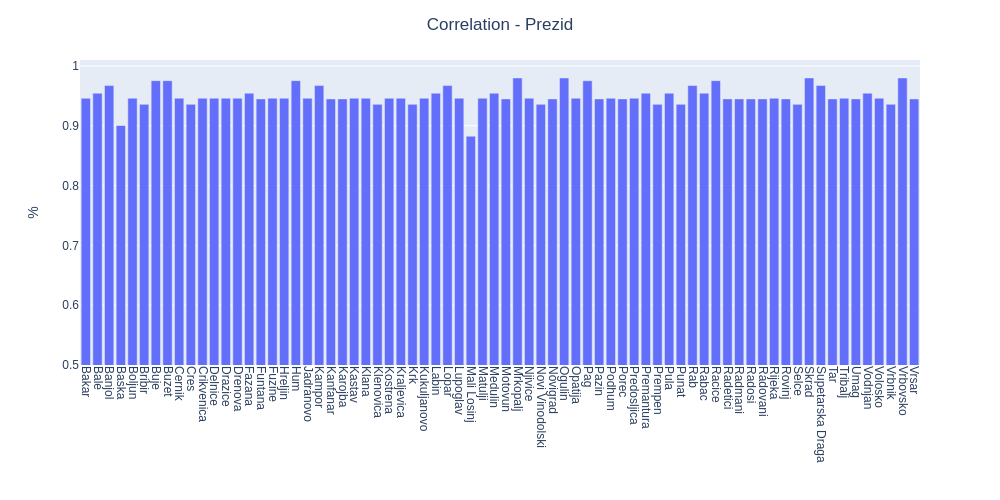 Correlation - Prezid
%
1
0.9
0.8
0.7
0.6
0.5
Bakar
Bale
Banjol
Baska
Boljun
Bribir
Buje
Buzet
Cernik
Cres
Crikvenica
Delnice
Drazice
Drenova
Fazana
Funtana
Fuzine
Hreljin
Hum
Jadranovo
Kampor
Kanfanar
Karojba
Kastav
Klana
Klenovica
Kostrena
Kraljevica
Krk
Kukuljanovo
Labin
Lopar
Lupoglav
Mali Losinj
Matulji
Medulin
Motovun
Mrkopalj
Njivice
Novi Vinodolski
Novigrad
Ogulin
Opatija
Pag
Pazin
Podhum
Porec
Predosljica
Premantura
Prempen
Pula
Punat
Rab
Rabac
Racice
Radetici
Radmani
Radosi
Radovani
Rijeka
Rovinj
Selce
Skrad
Supetarska Draga
Tar
Tribalj
Umag
Vodnjan
Volosko
Vrbnik
Vrbovsko
Vrsar